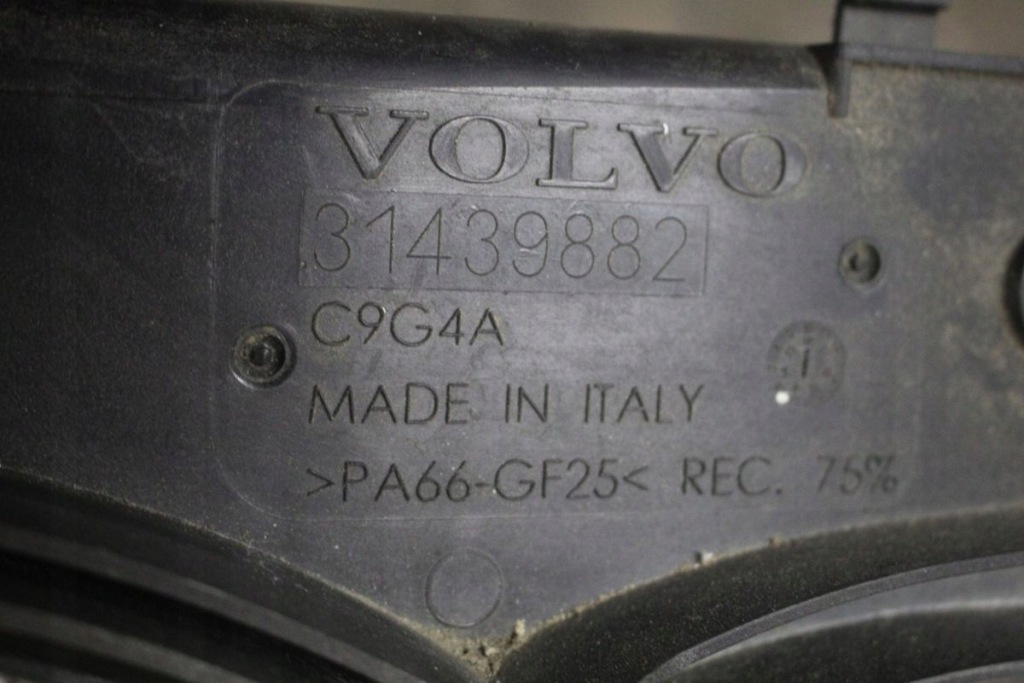 VOLVO
31439882
C9G4A
MADE IN ITALY
>PA66-GF25< REC. 75%